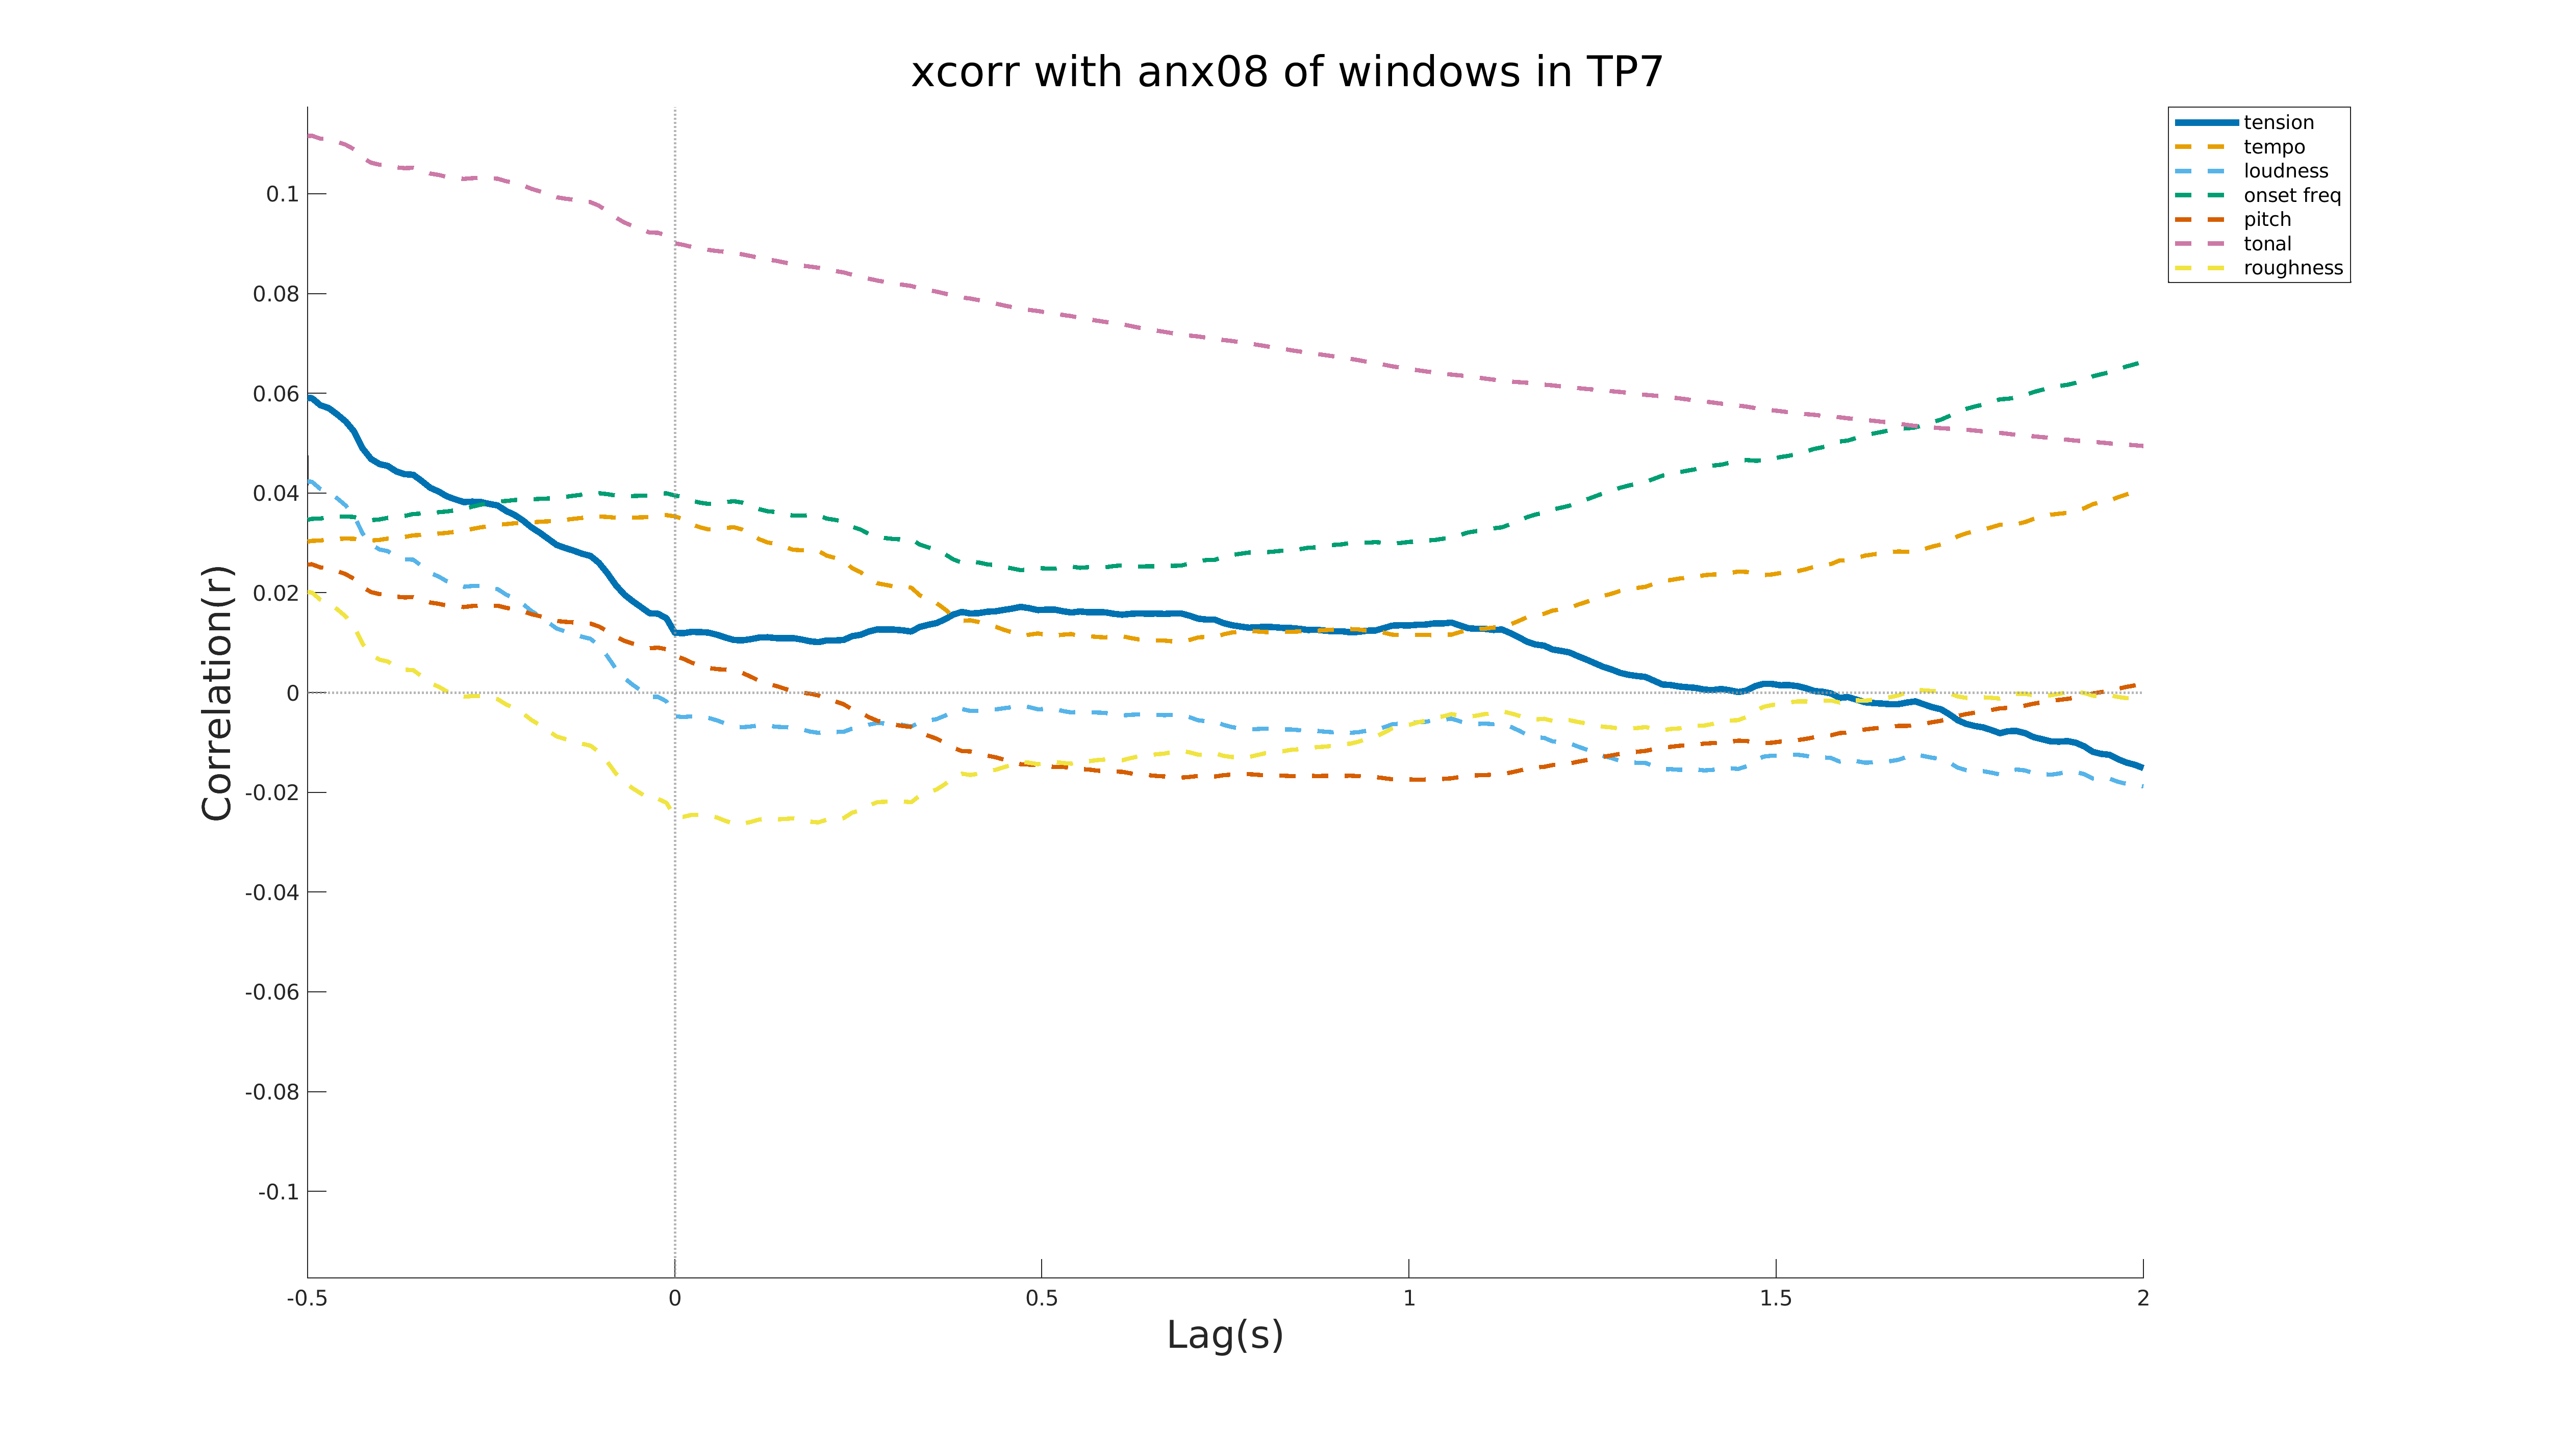 xcorr with anx08 of windows in TP7
tension
tempo
loudness
onset freq
pitch
tonal
roughness
Correlation(r)
0.1
0.08
0.06
0.04
0.02
0
-0.02
-0.04
-0.06
-0.08
-0.1
-0.5
0
0.5
1
1.5
2
Lag(s)